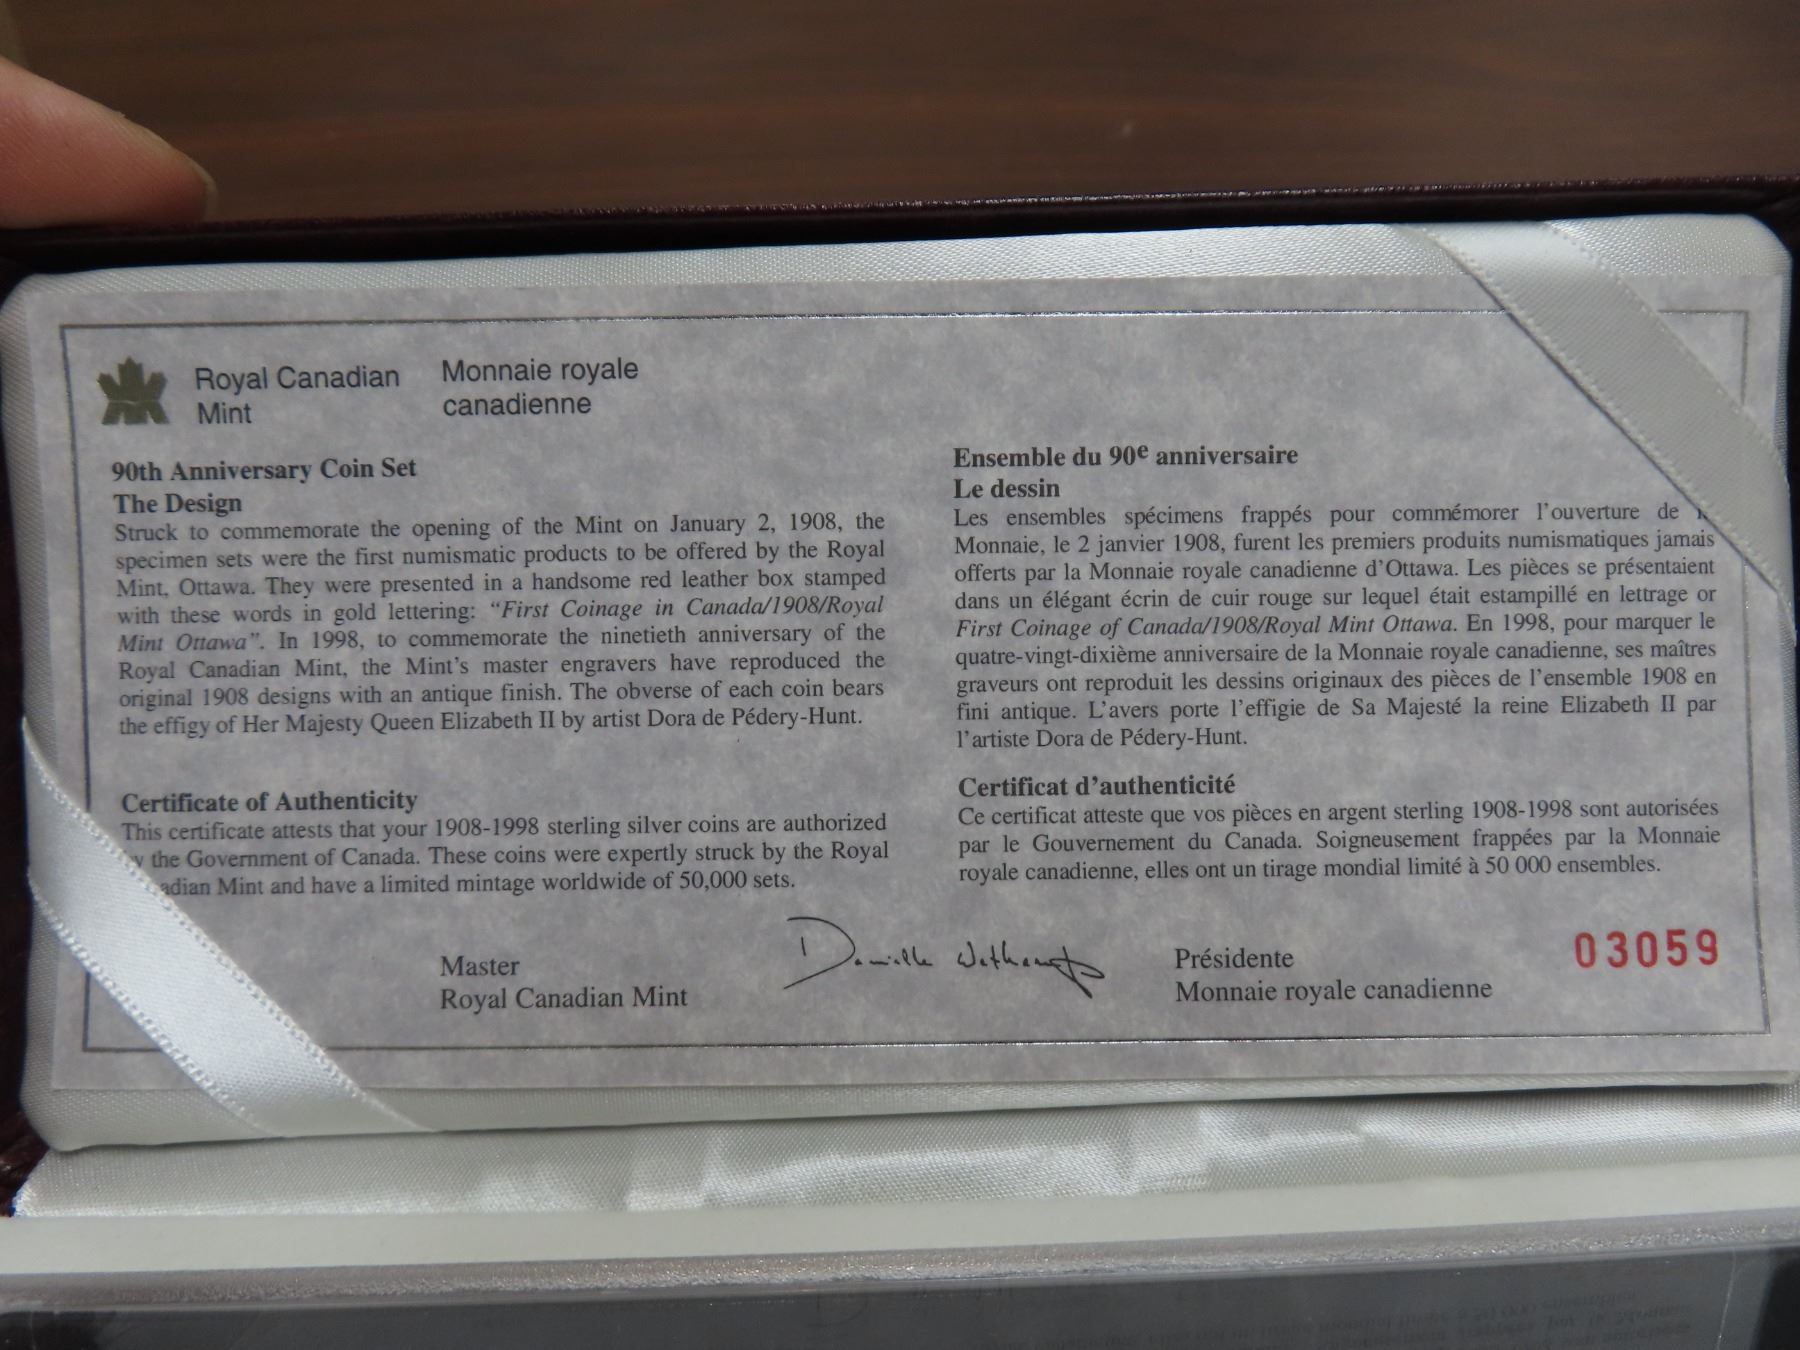 Royal Canadian
Mint
Monnaie royale
canadienne
90th Anniversary Coin Set
The Design
Struck to commemorate the opening of the Mint on January 2, 1908, the
specimen sets were the first numismatic products to be offered by the Royal
Mint, Ottawa. They were presented in a handsome red leather box stamped
with these words in gold lettering: “First Coinage in Canada/1908/Royal
Mint Ottawa”. In 1998, to commemorate the ninetieth anniversary of the
Royal Canadian Mint, the Mint’s master engravers have reproduced the
original 1908 designs with an antique finish. The obverse of each coin bears
the effigy of Her Majesty Queen Elizabeth II by artist Dora de Pédery-Hunt.
Certificate of Authenticity
This certificate attests that your 1908-1998 sterling silver coins are authorized
the Government of Canada. These coins were expertly struck by the Royal
adian Mint and have a limited mintage worldwide of 50,000 sets.
Ensemble du 90e anniversaire
Le dessin
Les ensembles spécimens frappés pour commémorer l’ouverture de
Monnaie, le 2 janvier 1908, furent les premiers produits numismatiques jamais
offerts par la Monnaie royale canadienne d’Ottawa. Les pièces se présentaient
dans un élégant écrin de cuir rouge sur lequel était estampillé en lettrage or
First Coinage of Canada/1908/Royal Mint Ottawa. En 1998, pour marquer le
quatre-vingt-dixième anniversaire de la Monnaie royale canadienne, ses maîtres
graveurs ont reproduit les dessins originaux des pièces de l’ensemble 1908 en
fini antique. L’avers porte l’effigie de Sa Majesté la reine Elizabeth II par
l’artiste Dora de Pédery-Hunt.
Certificat d’authenticité
Ce certificat atteste que vos pièces en argent sterling 1908-1998 sont autorisées
par le Gouvernement du Canada. Soigneusement frappées par la Monnaie
royale canadienne, elles ont un tirage mondial limité à 50 000 ensembles.
Master
Royal Canadian Mint
Danielle
Présidente
Monnaie royale canadienne
03059